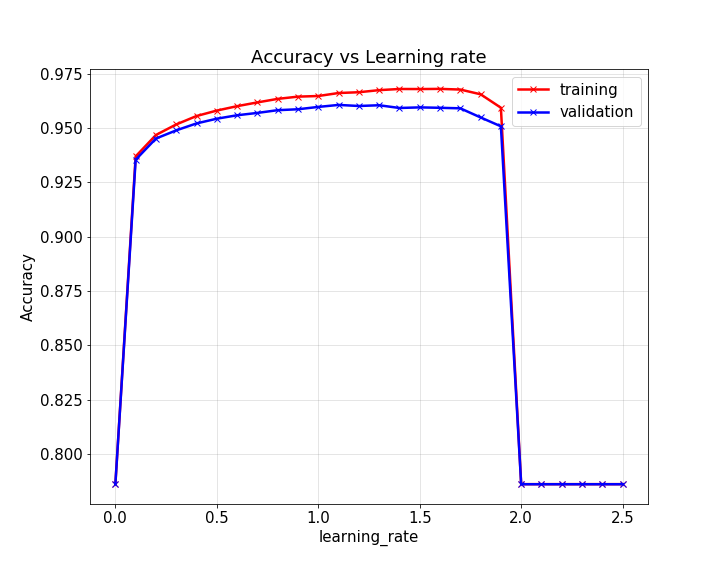 Accuracy vs Learning rate
training
validation
Accuracy
0.975
0.950
0.925
0.900
0.875
0.850
0.825
0.800
0.0 0.5 1.0 1.5 2.0 2.5
learning_rate